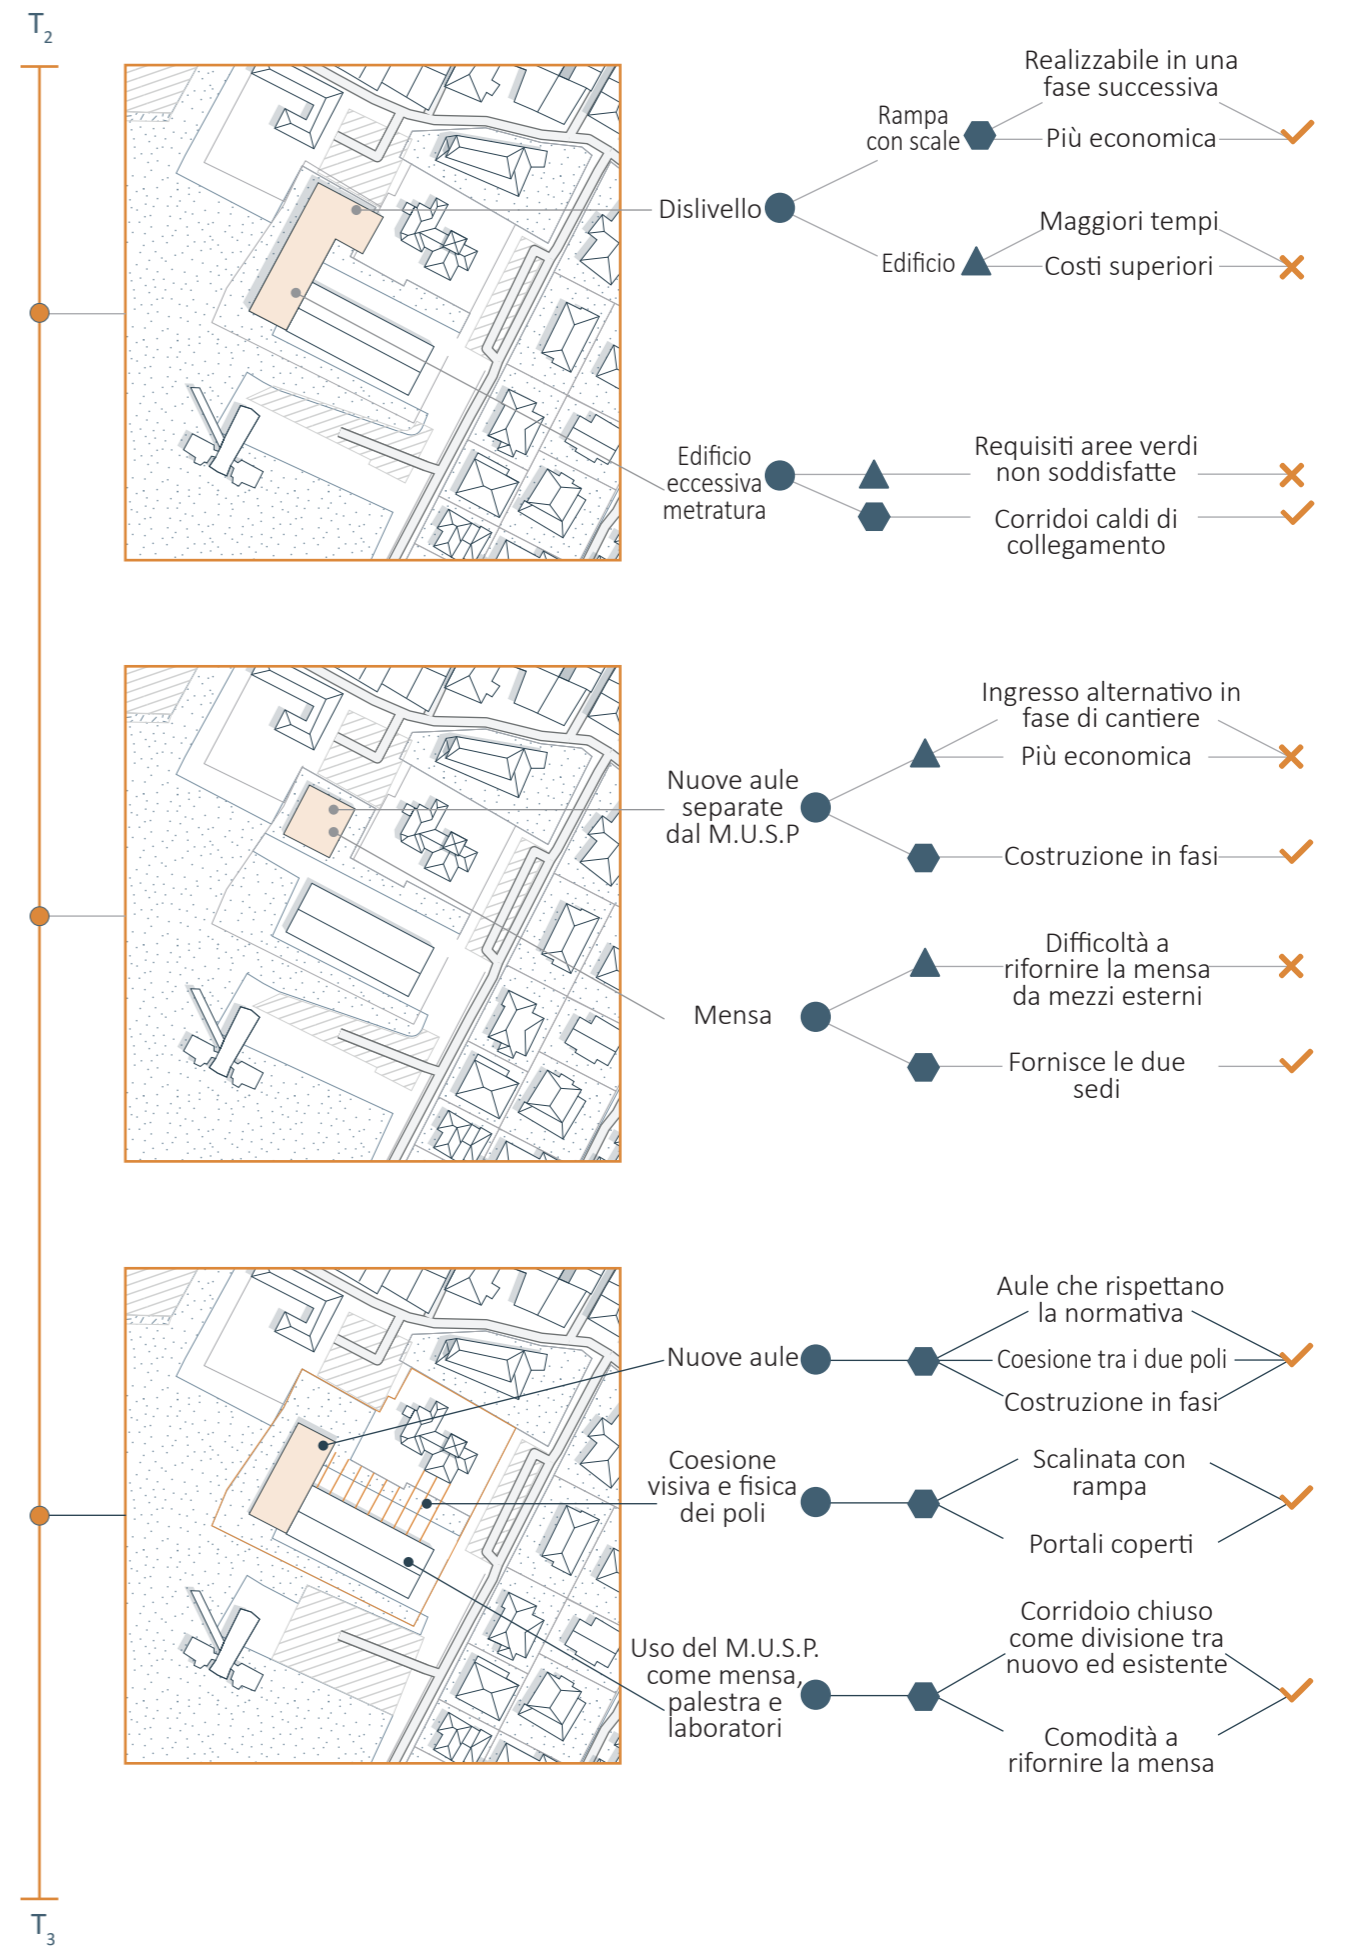 T2
Realizzabile in una
fase successiva
Rampa
con scale
Più economica
Dislivello
Maggiori tempi
Edificio
Costi superiori
Edificio
eccessiva
metratura
Requisiti aree verdi
non soddisfatte
Corridoi caldi di
collegamento
Ingresso alternativo in
fase di cantiere
Più economica
Nuove aule
separate
dal M.U.S.P
Costruzione in fasi
Difficoltà a
rifornire la mensa
da mezzi esterni
Mensa
Fornisce le due
sedi
Aule che rispettano
la normativa
Nuove aule
Coesione tra i due poli
Costruzione in fasi
Coesione
visiva e fisica
dei poli
Scalinata con
rampa
Portali coperti
Uso del M.U.S.P.
come mensa,
palestra e
laboratori
Corridoio chiuso
come divisione tra
nuovo ed esistente
Comodità a
rifornire la mensa
T3